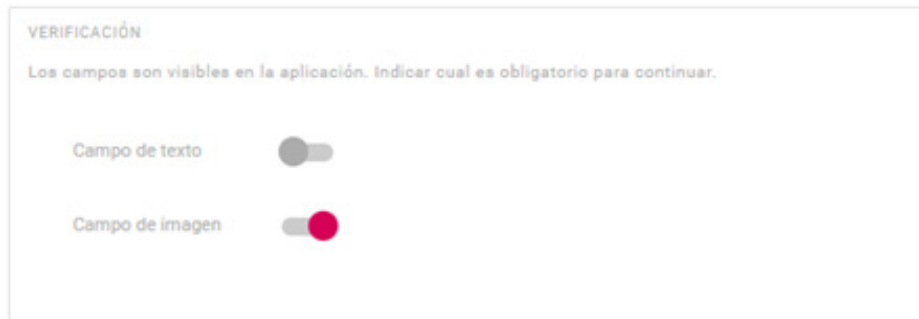 VERIFICACIÓN
Los campos son visibles en la aplicación. Indicar cual es obligatorio para continuar.
Campo de texto
Campo de imagen